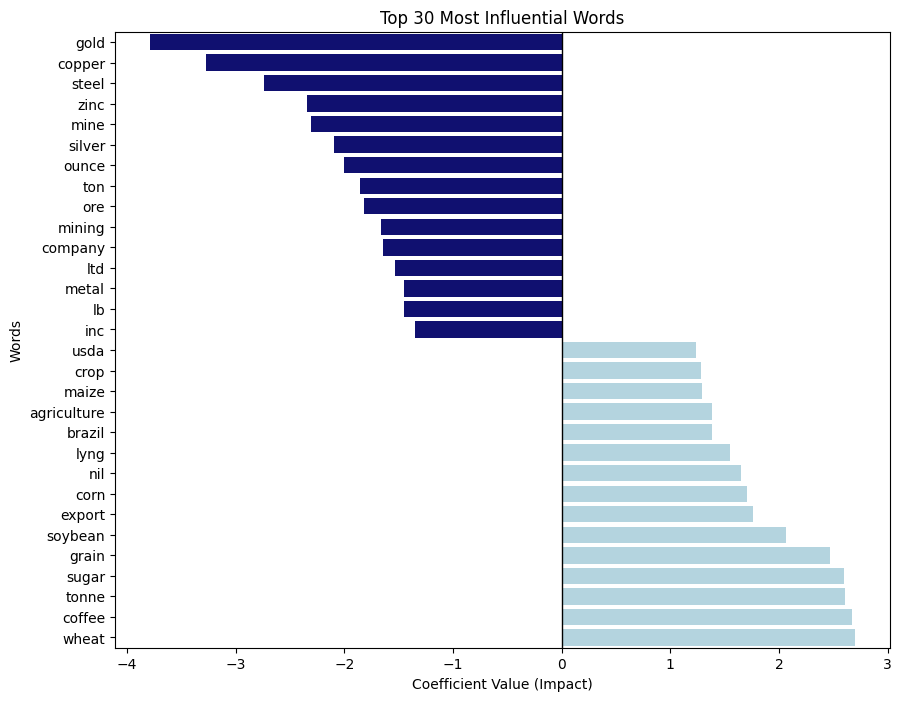 Top 30 Most Influential Words
Words
gold
copper
steel
zinc
mine
silver
ounce
ton
ore
mining
company
ltd
metal
lb
inc
usda
crop
maize
agriculture
brazil
lyng
nil
corn
export
soybean
grain
sugar
tonne
coffee
wheat
−4 −3 −2 −1 0 1 2 3
Coefficient Value (Impact)